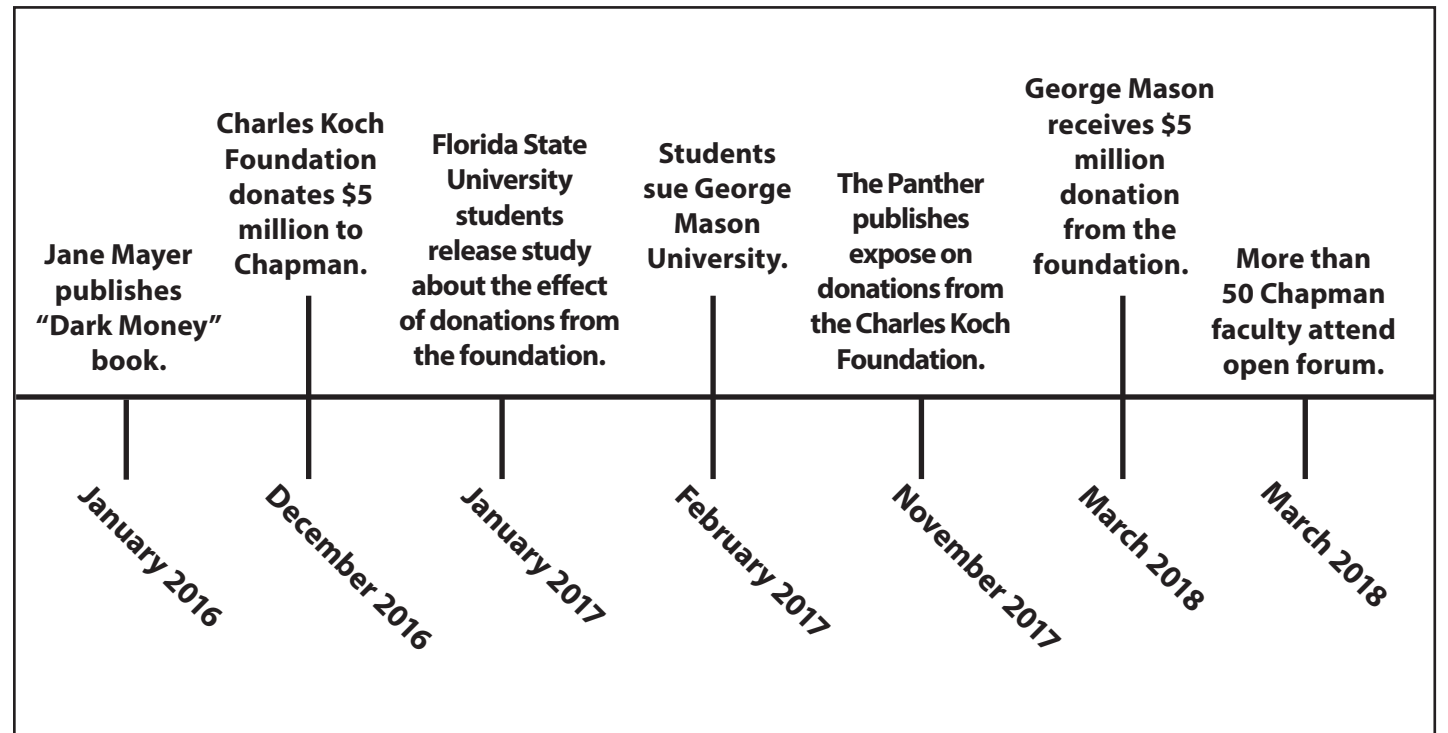 Jane Mayer
publishes
“Dark Money”
book.
Charles Koch
Foundation
donates $5
million to
Chapman.
Florida State
University
students
release study
about the effect
of donations from
the foundation.
Students
sue George
Mason
University.
The Panther
publishes
expose on
donations from
the Charles Koch
Foundation.
George Mason
receives $5
million
donation
from the
foundation.
More than
50 Chapman
faculty attend
open forum.
January 2016
December 2016
January 2017
February 2017
November 2017
March 2018
March 2018